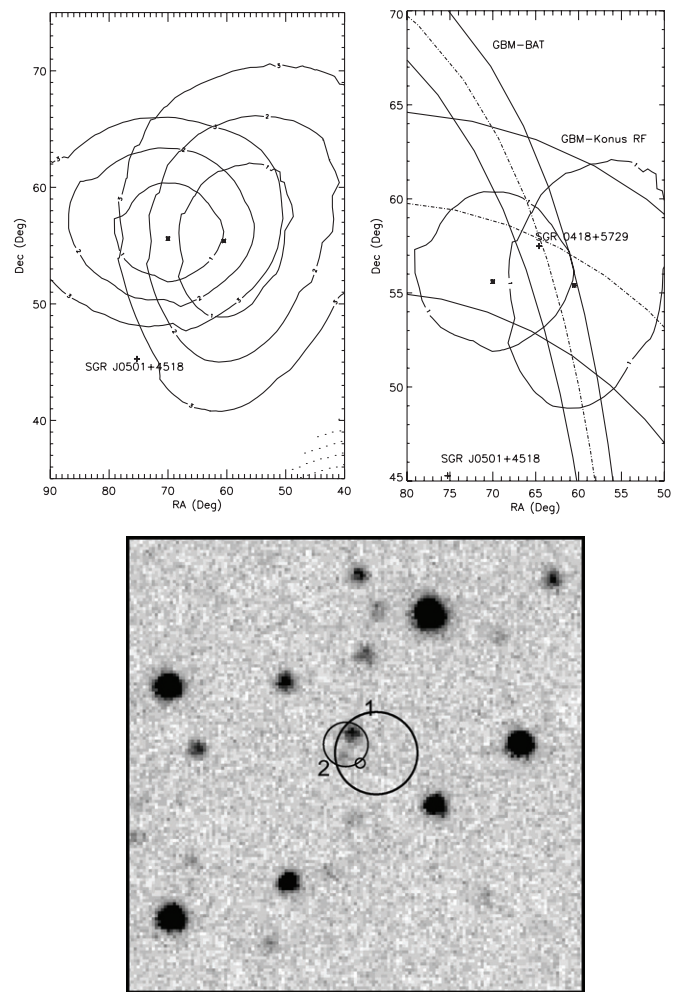 70
60
50
40
Dec (Deg)
SGR J0501+4518
90 80 70 60 50 40
RA (Deg)
70
65
60
55
50
45
Dec (Deg)
GBM-BAT
GBM-Konus RF
SGR 0418+5729
SGR J0501+4518
80 75 70 65 60 55 50
RA (Deg)
1
2